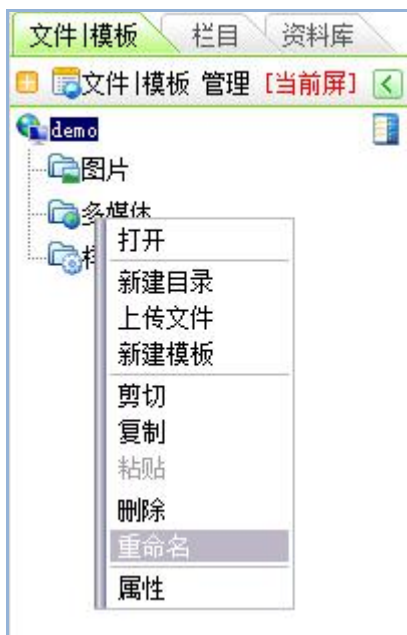 文件|模板 栏目 资料库
文件|模板 管理 [当前屏]
demo
图片
多媒体
打开
新建目录
上传文件
新建模板
剪切
复制
粘贴
删除
重命名
属性